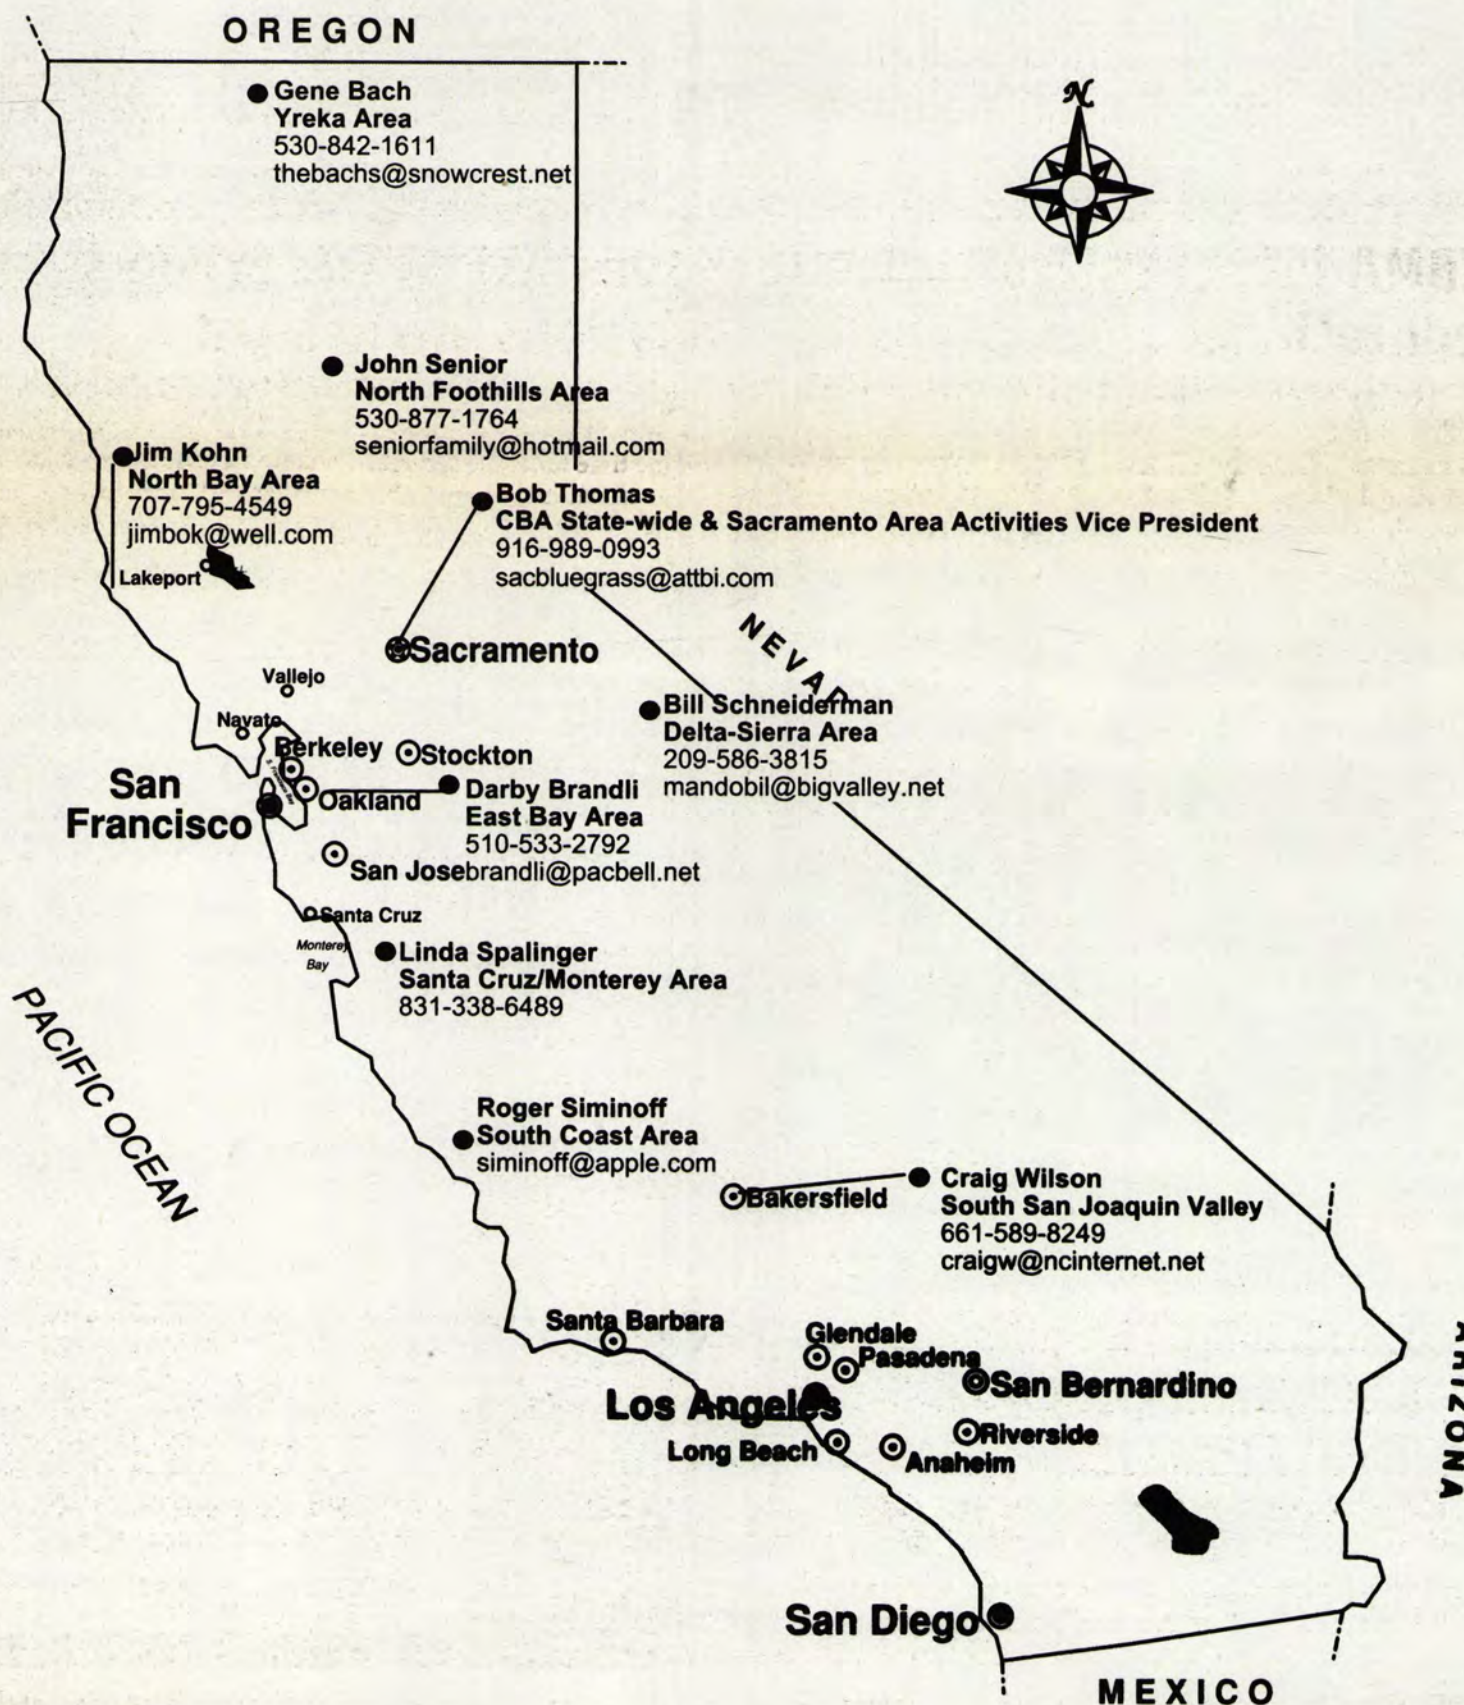 OREGON
N
Gene Bach
Yreka Area
530-842-1611
thebachs@snowcrest.net
John Senior
North Foothills Area
530-877-1764
seniorfamily@hotmail.com
Jim Kohn
North Bay Area
707-795-4549
jimbok@well.com
Lakeport
Bob Thomas
CBA State-wide & Sacramento Area Activities Vice President
916-989-0993
sacbluegrass@attbi.com
Sacramento
NEVAD
Vallejo
Navato
Berkeley
Stockton
Bill Schneiderman
Delta-Sierra Area
209-586-3815
mandobil@bigvalley.net
San
Francisco
Oakland
Darby Brandli
East Bay Area
510-533-2792
brandli@pacbell.net
San Jose
Santa Cruz
Monterey
Bay
Linda Spalinger
Santa Cruz/Monterey Area
831-338-6489
PACIFIC OCEAN
Roger Siminoff
South Coast Area
siminoff@apple.com
Bakersfield
Craig Wilson
South San Joaquin Valley
661-589-8249
craigw@ncinternet.net
Santa Barbara
Glendale
Pasadena
San Bernardino
Los Angeles
Long Beach
Riverside
Anaheim
ARIZONA
San Diego
MEXICO